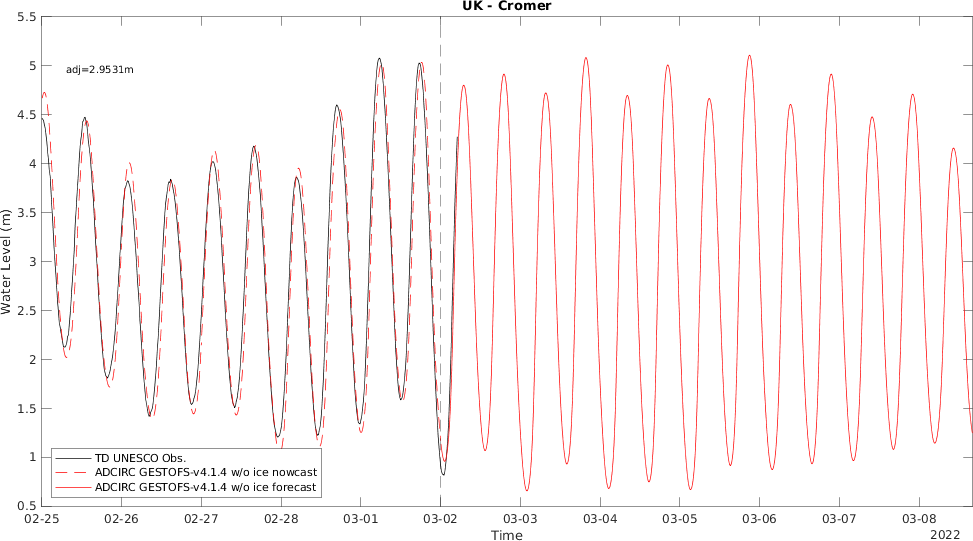 UK - Cromer
adj=2.9531m
Water Level (m)
5.5
5
4.5
4
3.5
3
2.5
2
1.5
1
0.5
TD UNESCO Obs.
ADCIRC GESTOFS-v4.1.4 w/o ice nowcast
ADCIRC GESTOFS-v4.1.4 w/o ice forecast
02-25 02-26 02-27 02-28 03-01 03-02 03-03 03-04 03-05 03-06 03-07 03-08
Time
2022